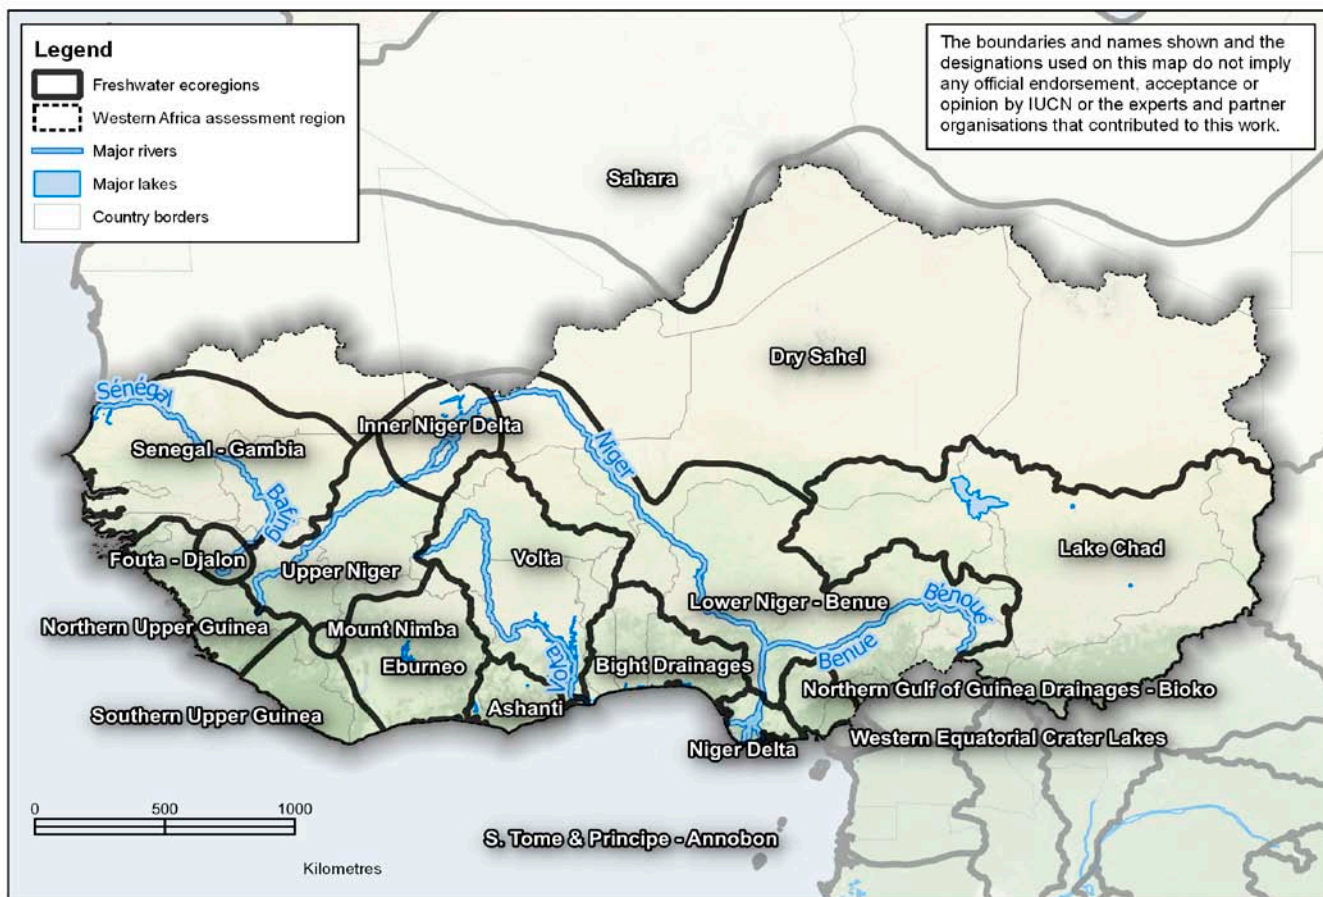 Legend
Freshwater ecoregions
Western Africa assessment region
Major rivers
Major lakes
Country borders
The boundaries and names shown and the
designations used on this map do not imply
any official endorsement, acceptance or
opinion by IUCN or the experts and partner
organisations that contributed to this work.
Sahara
Dry Sahel
Sénégal
Inner Niger Delta
Niger
Senegal - Gambia
Bafing
Fouta - Djalon
Upper Niger
Volta
Lake Chad
Lower Niger - Benue
Bénoué
Northern Upper Guinea
Mount Nimba
Eburneo
Volta
Bight Drainages
Benue
Northern Gulf of Guinea Drainages - Bioko
Southern Upper Guinea
Ashanti
Niger Delta
Western Equatorial Crater Lakes
0 500 1000
Kilometres
S. Tome & Principe - Annobon